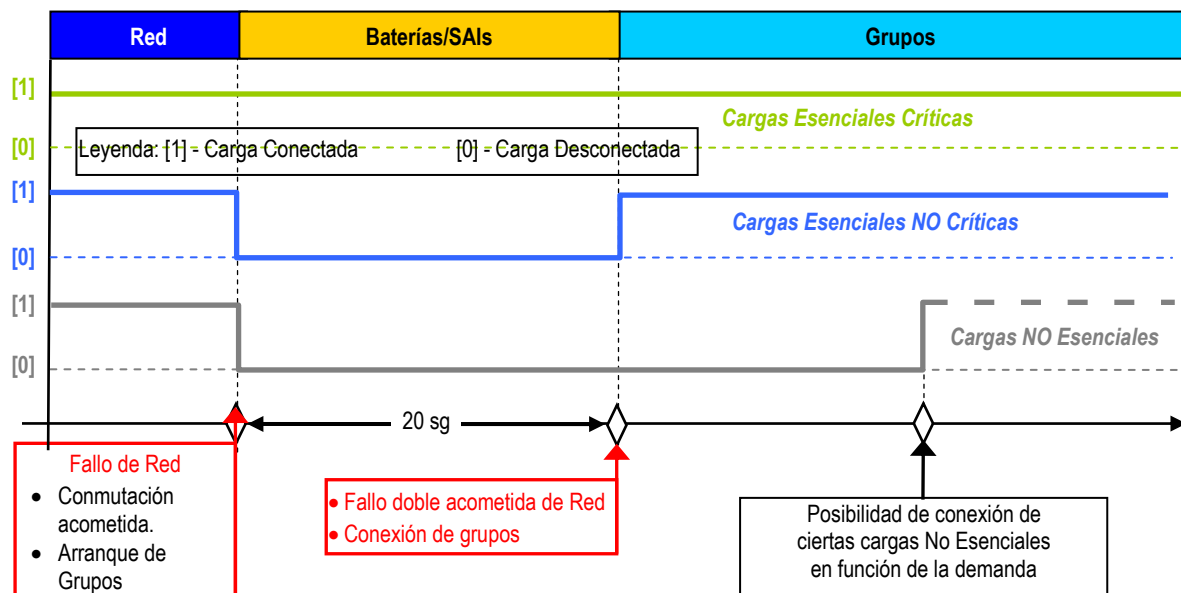 Red
Baterías/SAIs
Grupos
[1]
Cargas Esenciales Críticas
[0]
Leyenda: [1] - Carga Conectada [0] - Carga Desconectada
[1]
Cargas Esenciales NO Críticas
[0]
[1]
Cargas NO Esenciales
[0]
20 sg
Fallo de Red
• Conmutación
acometida.
• Arranque de
Grupos
• Fallo doble acometida de Red
• Conexión de grupos
Posibilidad de conexión de
ciertas cargas No Esenciales
en función de la demanda